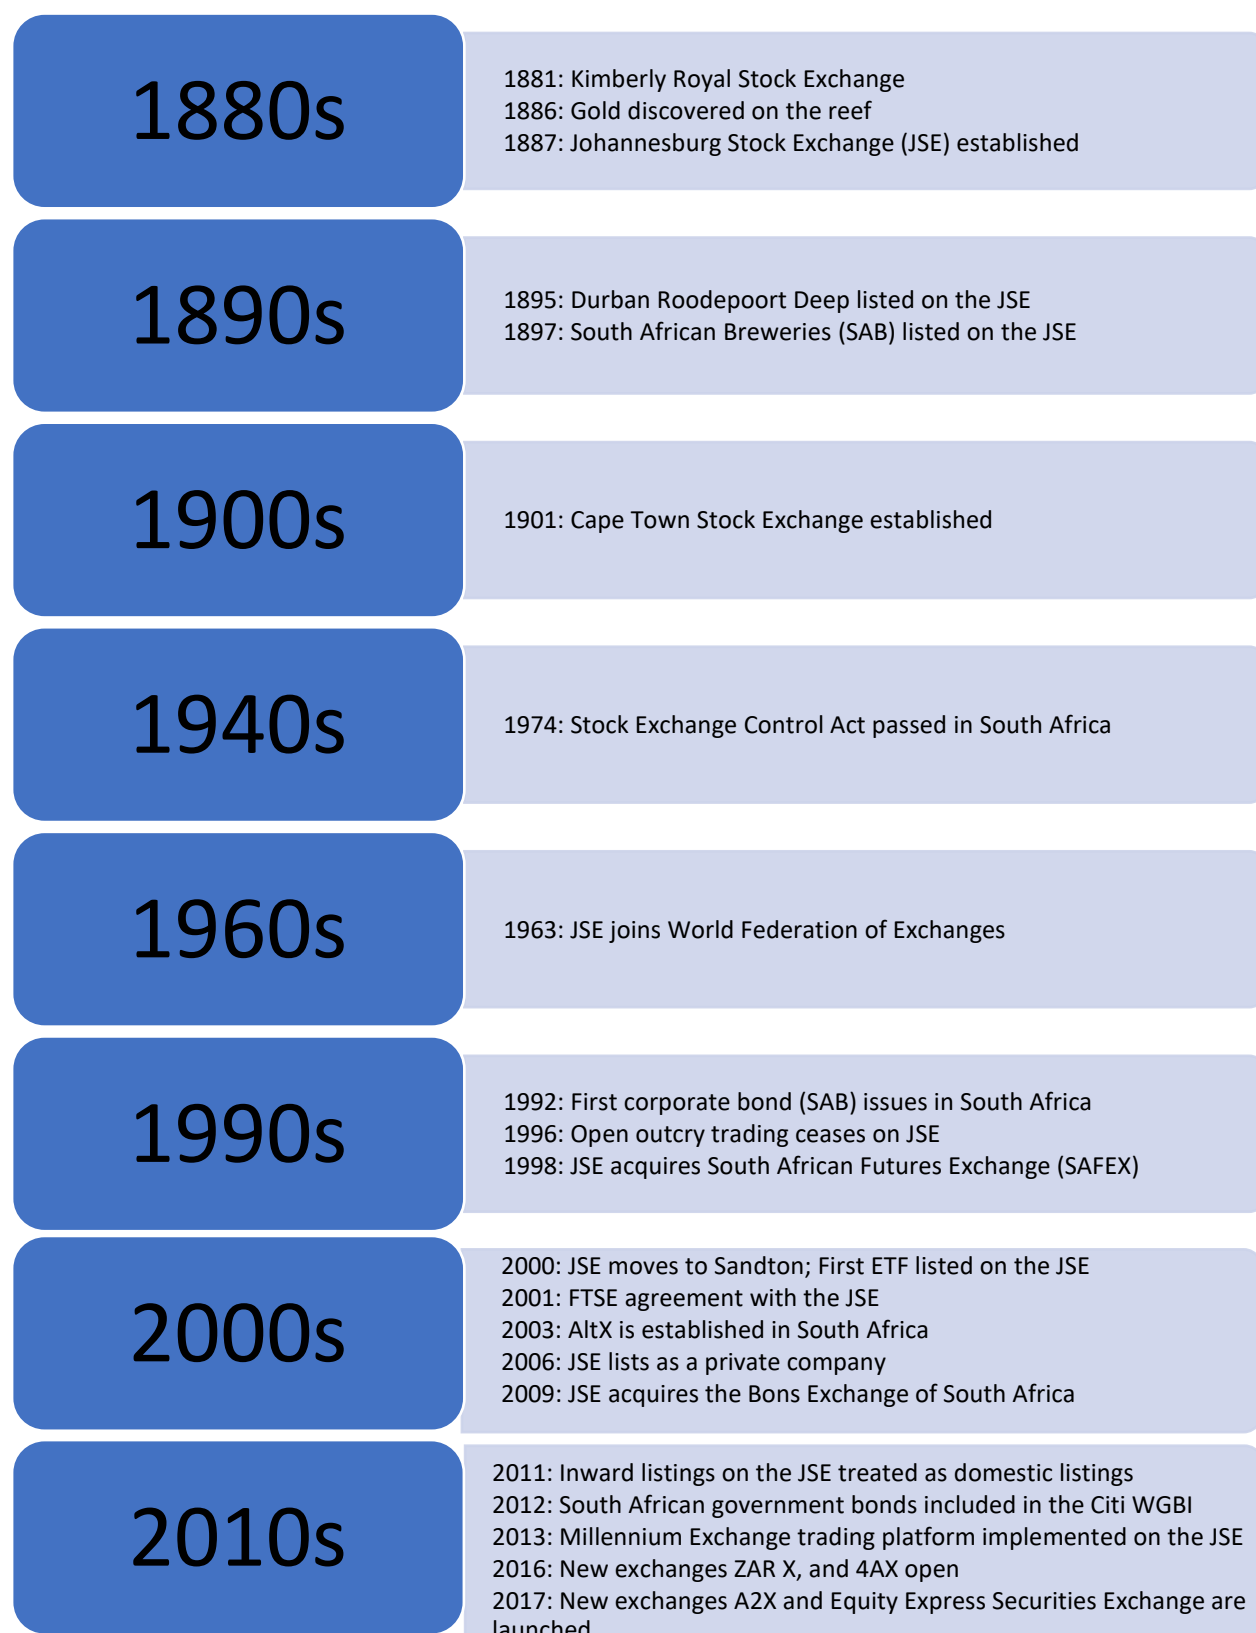 1880s
1881: Kimberly Royal Stock Exchange
1886: Gold discovered on the reef
1887: Johannesburg Stock Exchange (JSE) established
1890s
1895: Durban Roodepoort Deep listed on the JSE
1897: South African Breweries (SAB) listed on the JSE
1900s
1901: Cape Town Stock Exchange established
1940s
1974: Stock Exchange Control Act passed in South Africa
1960s
1963: JSE joins World Federation of Exchanges
1990s
1992: First corporate bond (SAB) issues in South Africa
1996: Open outcry trading ceases on JSE
1998: JSE acquires South African Futures Exchange (SAFEX)
2000s
2000: JSE moves to Sandton; First ETF listed on the JSE
2001: FTSE agreement with the JSE
2003: AltX is established in South Africa
2006: JSE lists as a private company
2009: JSE acquires the Bons Exchange of South Africa
2010s
2011: Inward listings on the JSE treated as domestic listings
2012: South African government bonds included in the Citi WGBI
2013: Millennium Exchange trading platform implemented on the JSE
2016: New exchanges ZAR X, and 4AX open
2017: New exchanges A2X and Equity Express Securities Exchange are
launched